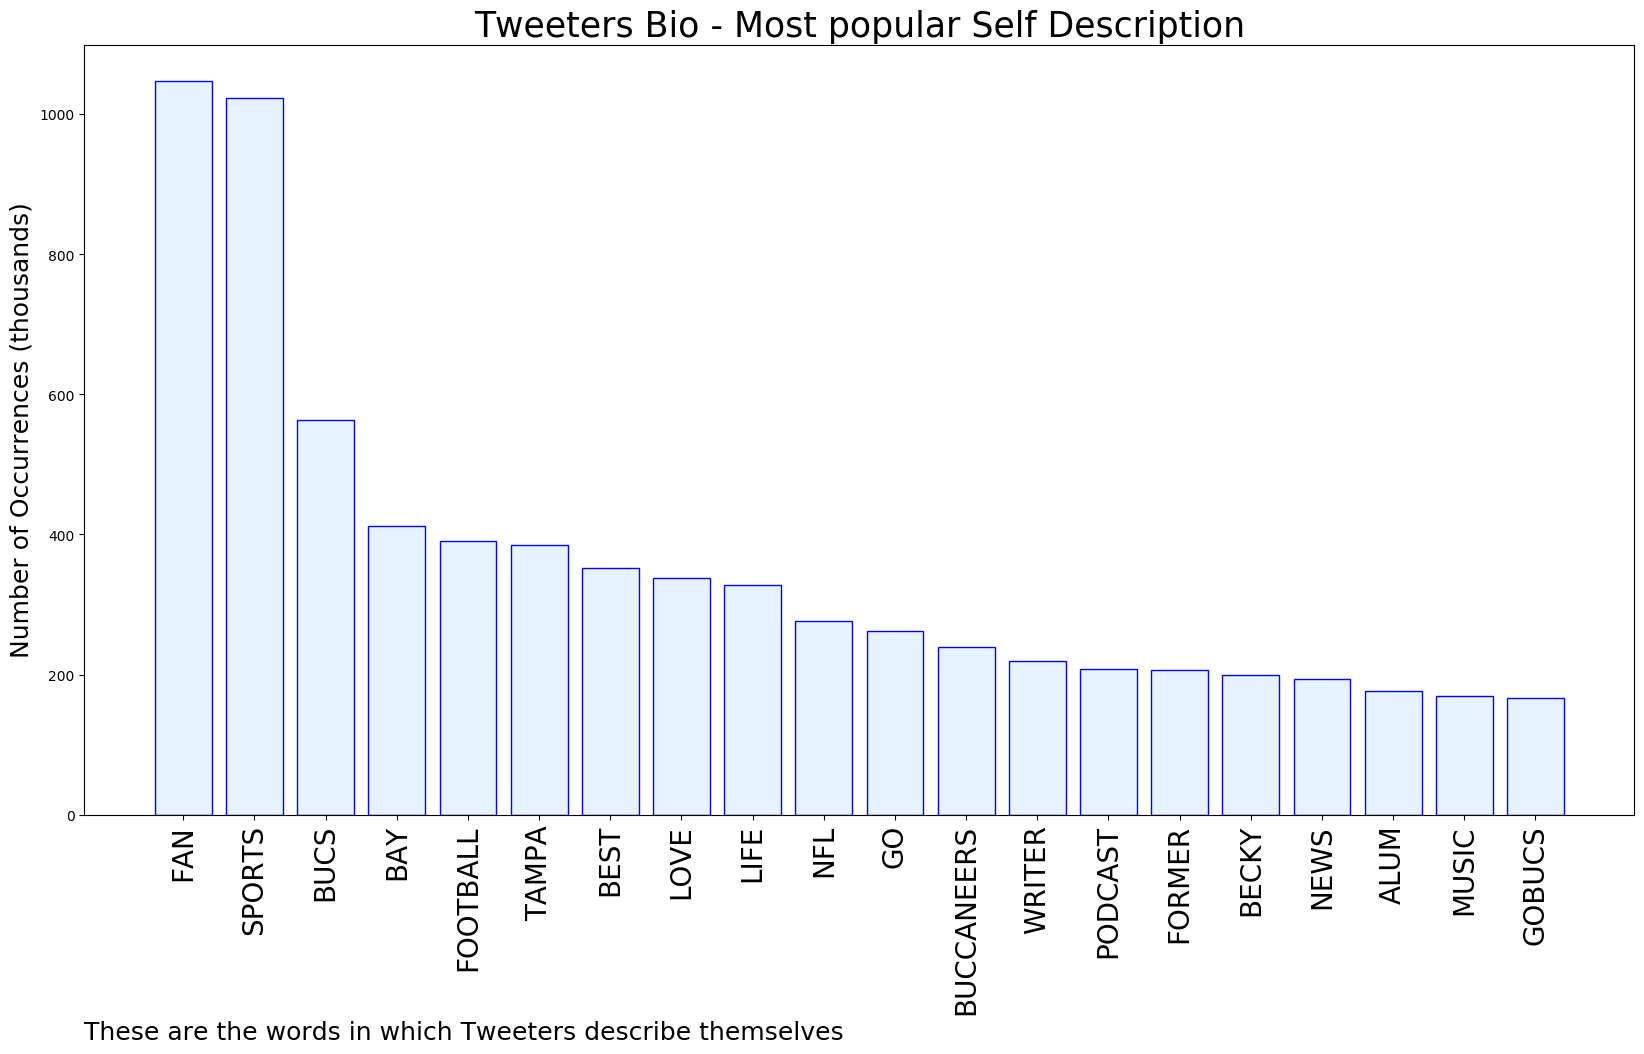 Tweeters Bio - Most popular Self Description
Number of Occurrences (thousands)
1000
800
600
400
200
0
FAN
SPORTS
BUCS
BAY
FOOTBALL
TAMPA
BEST
LOVE
LIFE
NFL
GO
BUCCANEERS
WRITER
PODCAST
FORMER
BECKY
NEWS
ALUM
MUSIC
GOBUCS
These are the words in which Tweeters describe themselves